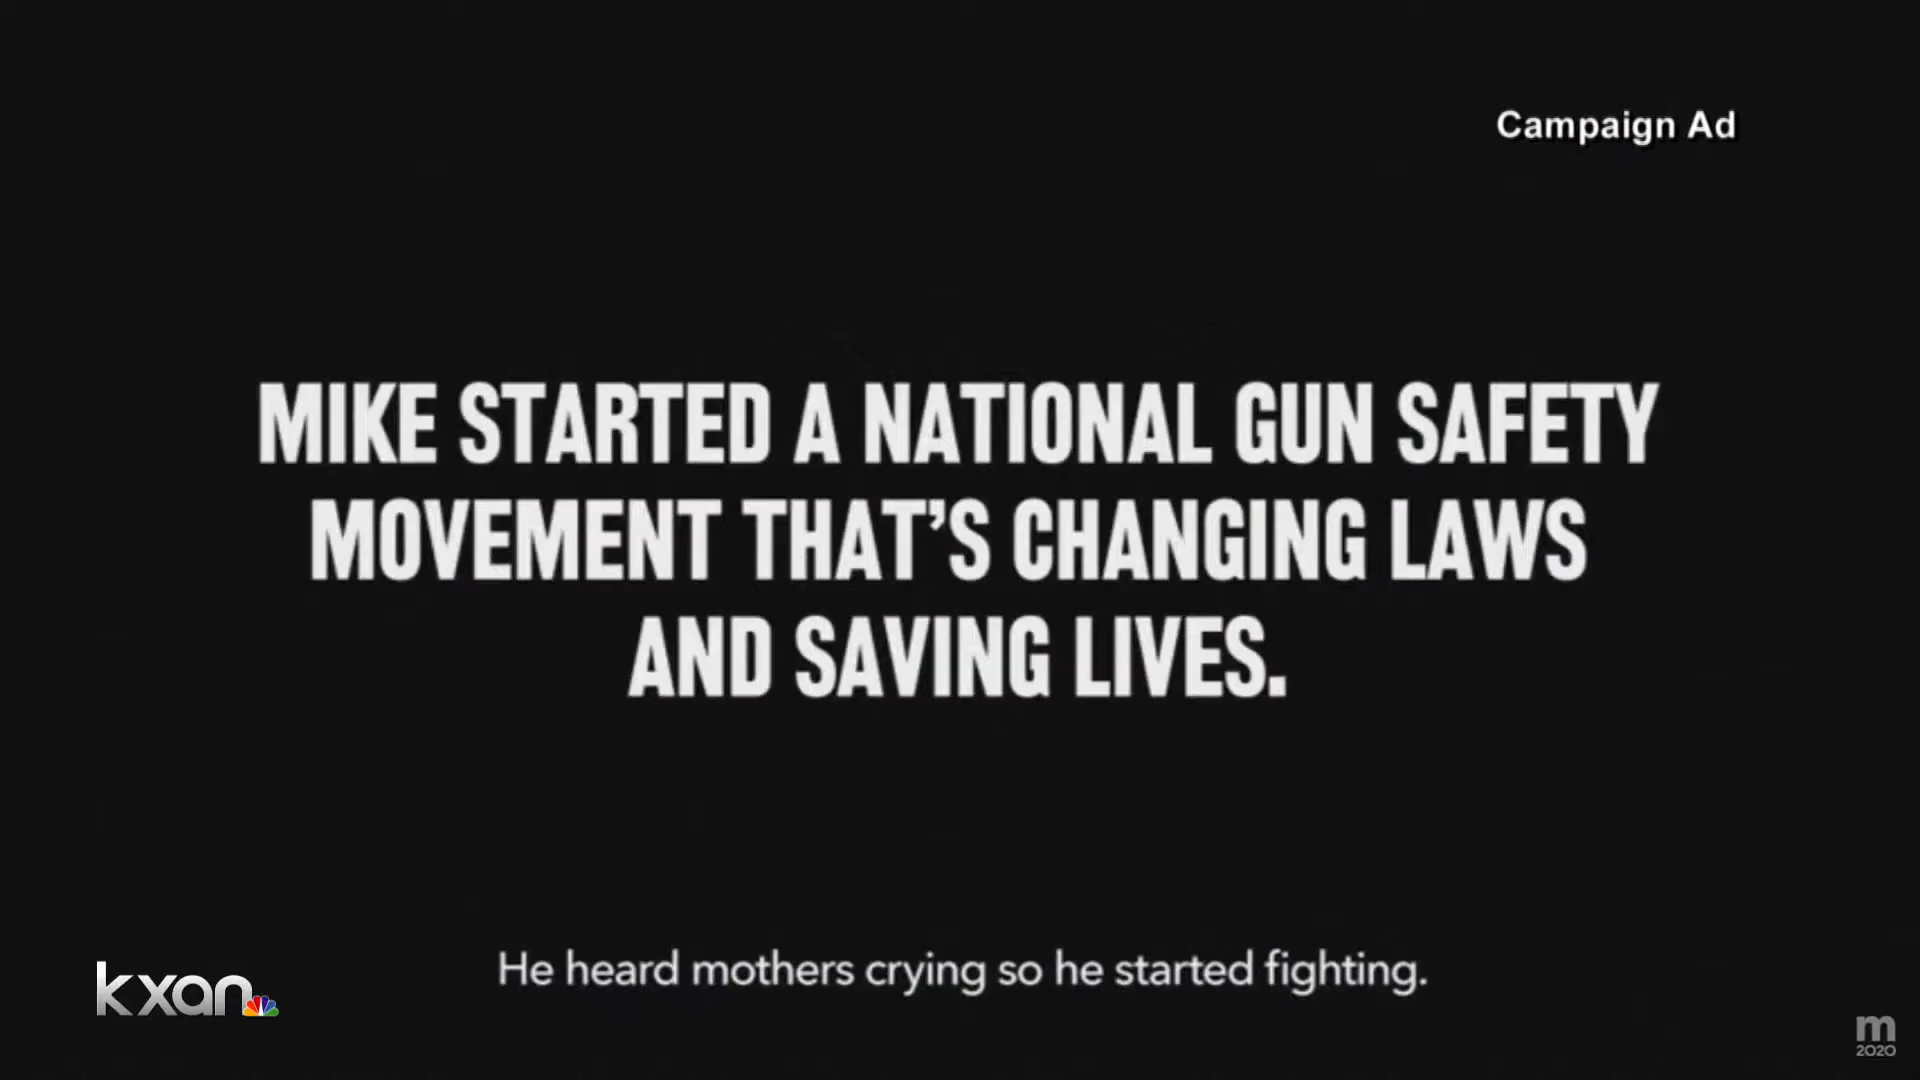 Campaign Ad
MIKE STARTED A NATIONAL GUN SAFETY
MOVEMENT THAT’S CHANGING LAWS
AND SAVING LIVES.
He heard mothers crying so he started fighting.
kxan
m
2020